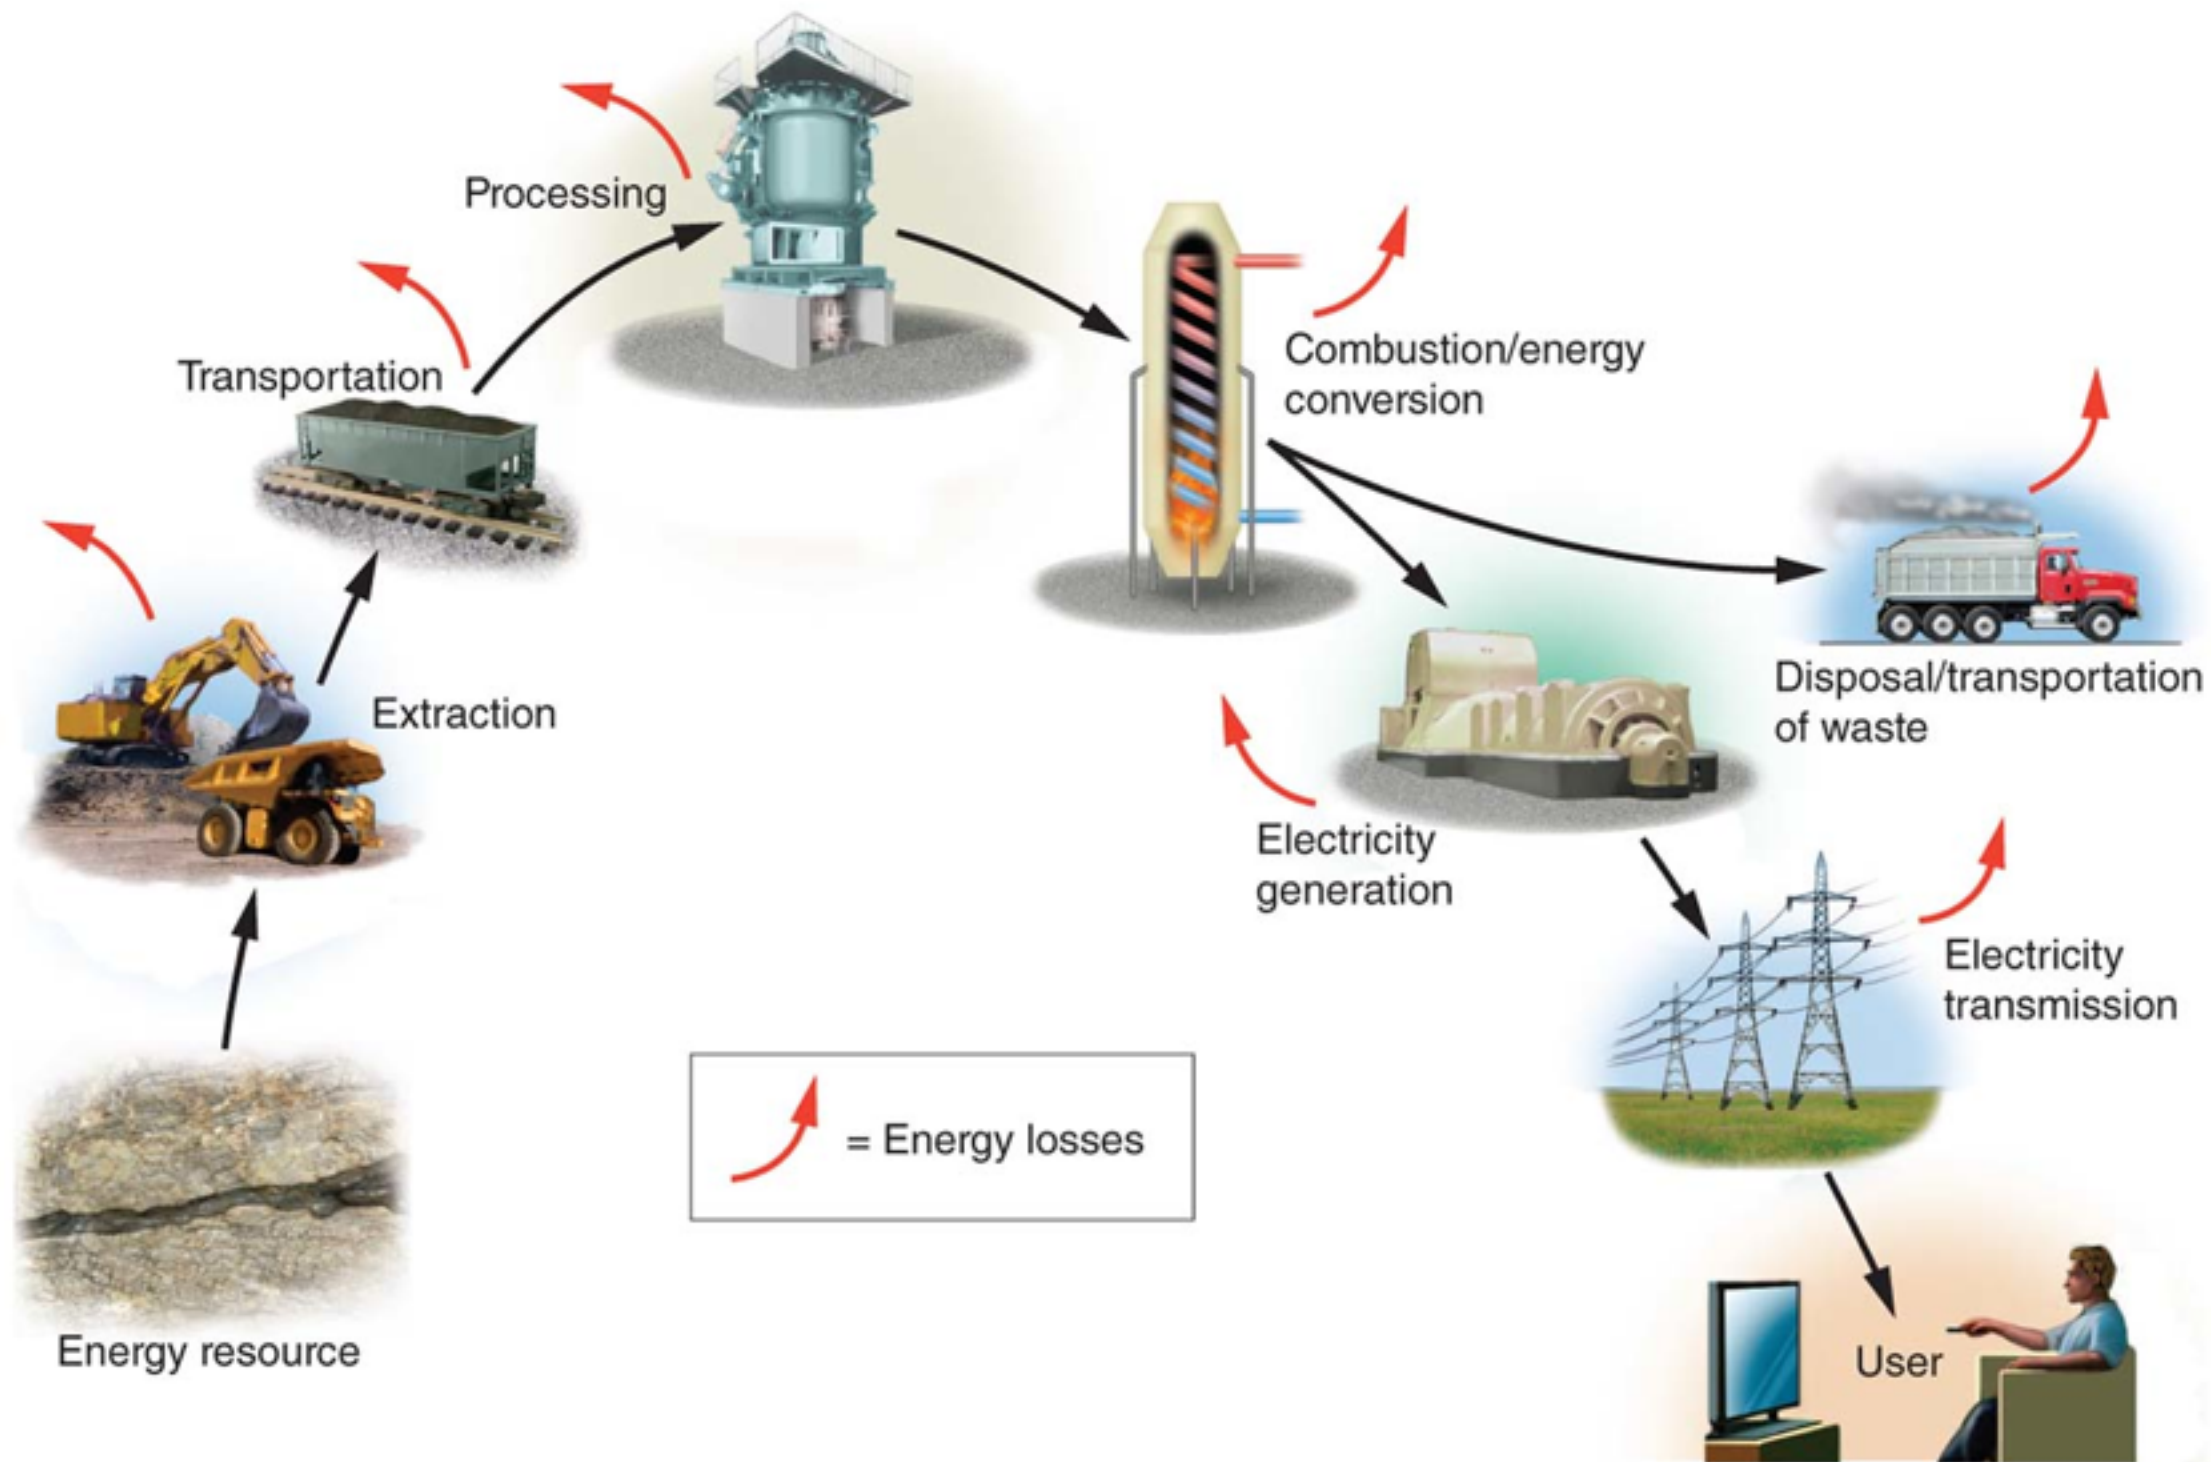 Processing
Transportation
Combustion/energy
conversion
Extraction
Disposal/transportation
of waste
Electricity
generation
Electricity
transmission
= Energy losses
Energy resource
User